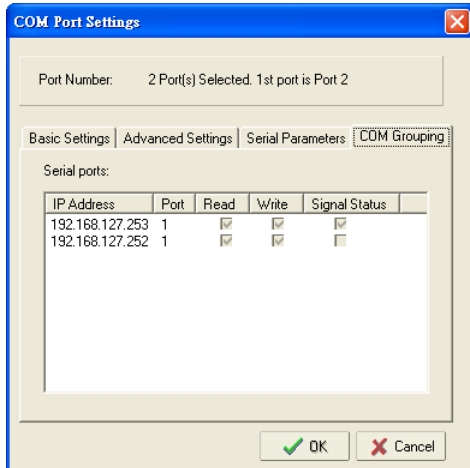 COM Port Settings
Port Number: 2 Port(s) Selected. 1st port is Port 2
Basic Settings Advanced Settings Serial Parameters COM Grouping
Serial ports:
IP Address Port Read Write Signal Status
192.168.127.253 1
192.168.127.252 1
OK Cancel